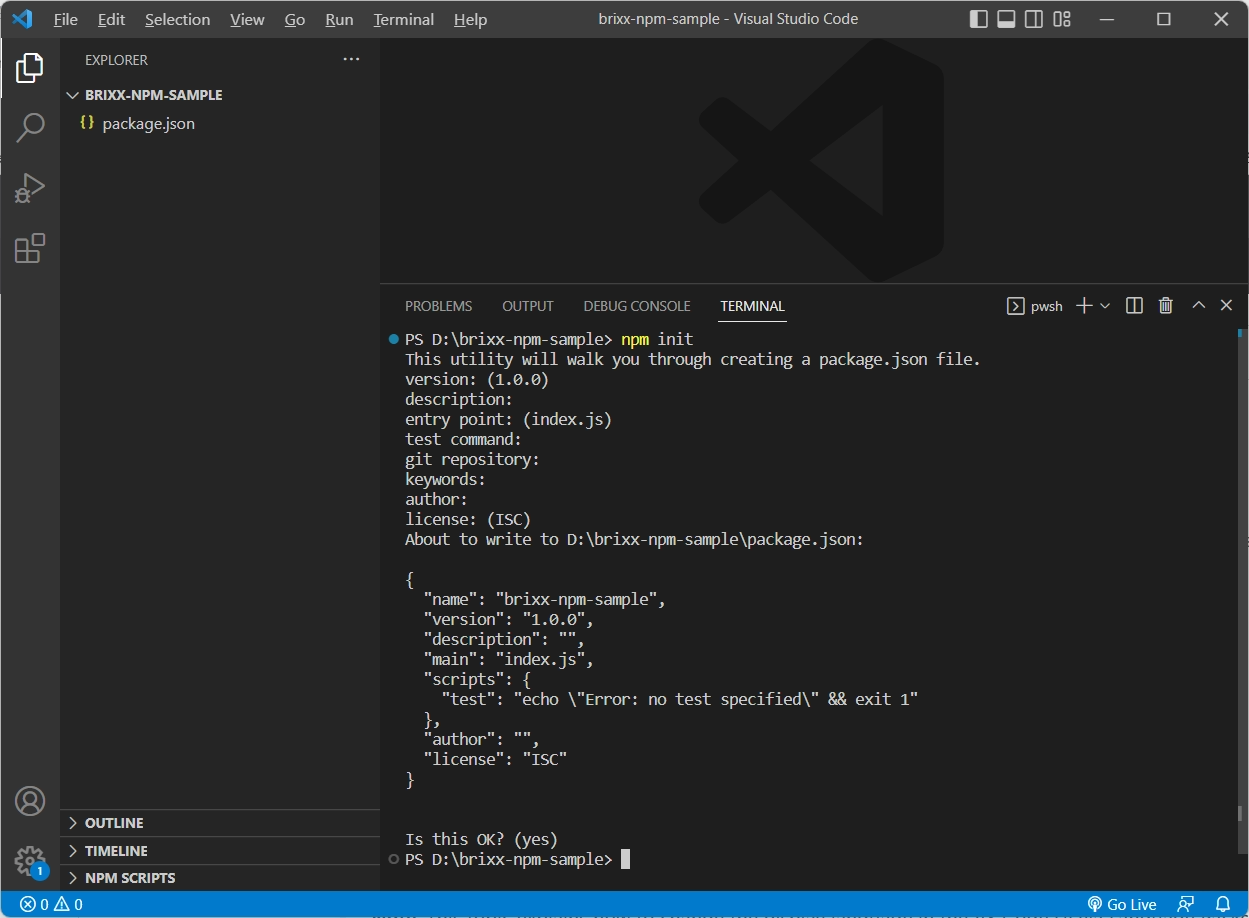 File Edit Selection View Go Run Terminal Help brixx-npm-sample - Visual Studio Code
EXPLORER ···
BRIXX-NPM-SAMPLE
{} package.json
PROBLEMS OUTPUT DEBUG CONSOLE TERMINAL pwsh
PS D:\brixx-npm-sample> npm init
This utility will walk you through creating a package.json file.
version: (1.0.0)
description:
entry point: (index.js)
test command:
git repository:
keywords:
author:
license: (ISC)
About to write to D:\brixx-npm-sample\package.json:
{
  "name": "brixx-npm-sample",
  "version": "1.0.0",
  "description": "",
  "main": "index.js",
  "scripts": {
    "test": "echo \"Error: no test specified\" && exit 1"
  },
  "author": "",
  "license": "ISC"
}
Is this OK? (yes)
PS D:\brixx-npm-sample>
OUTLINE
TIMELINE
NPM SCRIPTS
1
0 0 Go Live